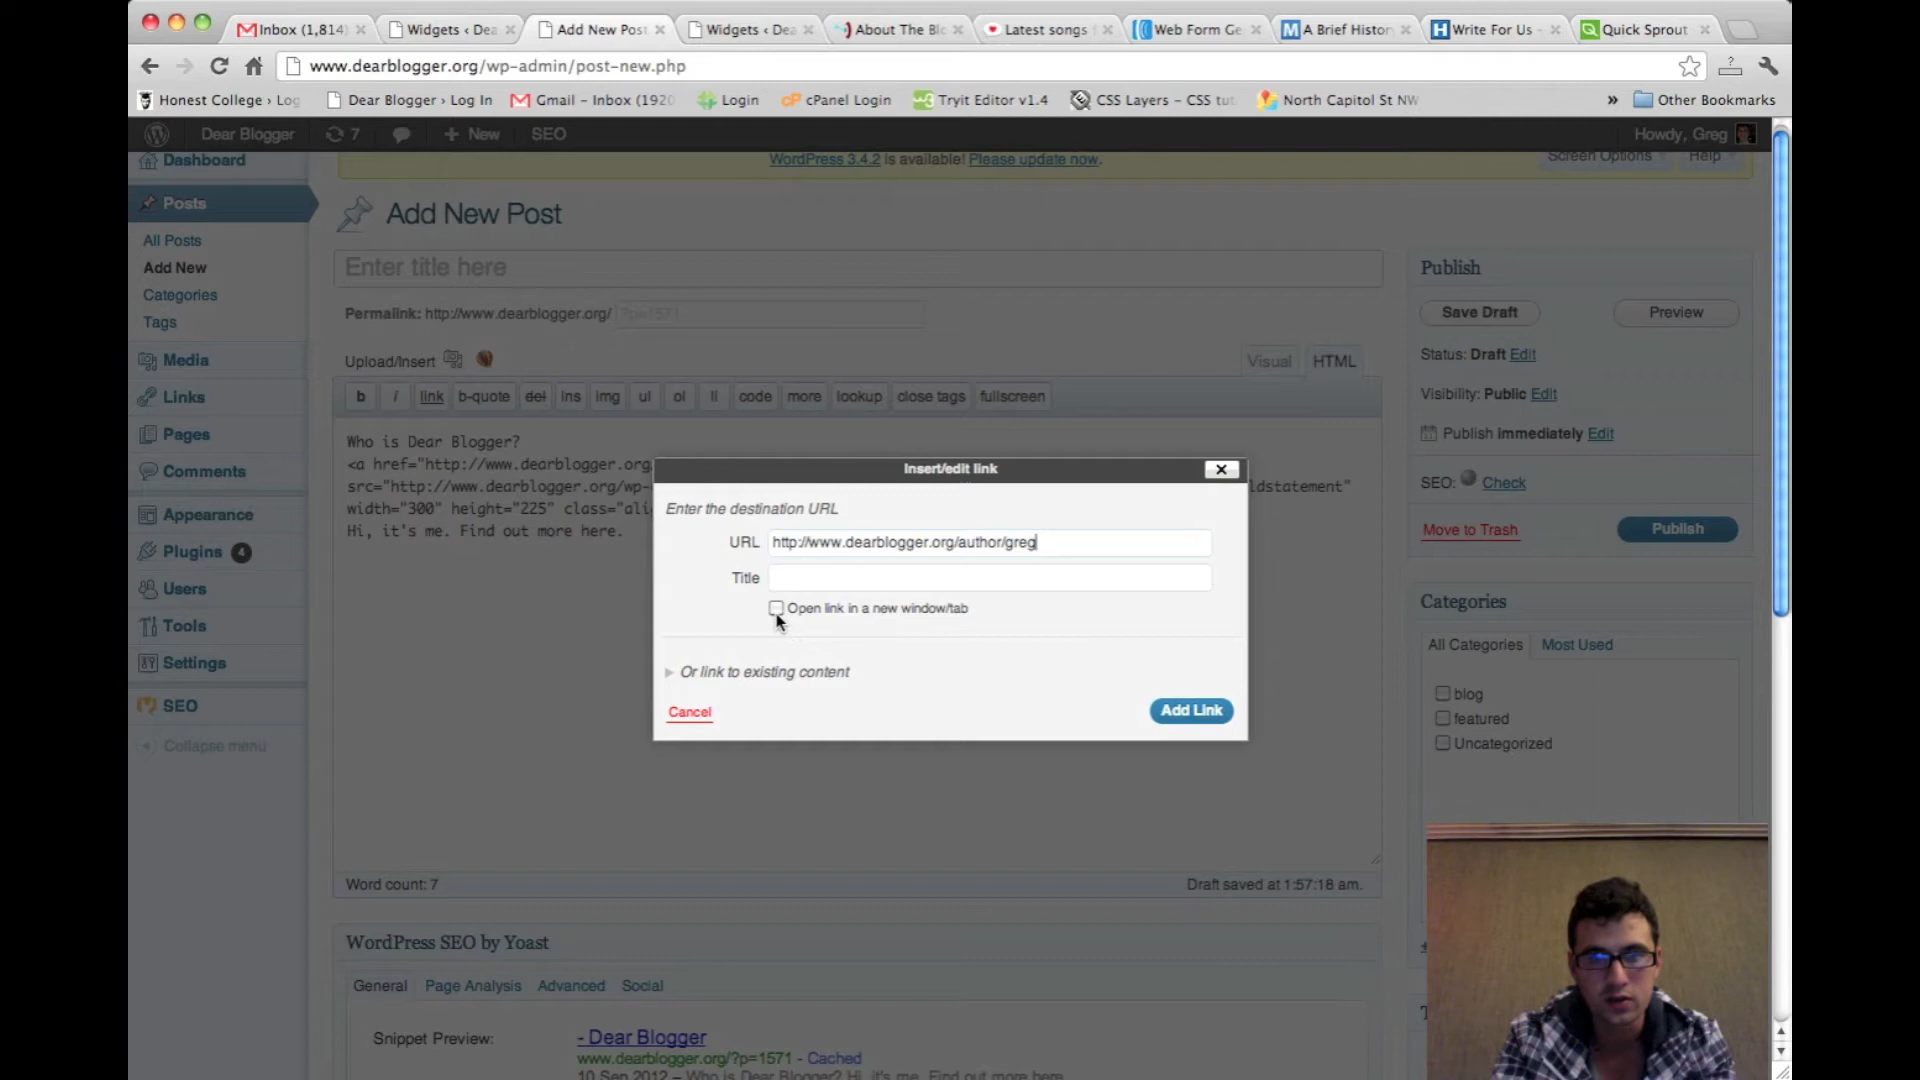 Inbox (1,814)
Widgets ‹ Dea
Add New Post
Widgets ‹ Dea
About The Blo
Latest songs
Web Form Ge
A Brief Histor
Write For Us -
Quick Sprout
www.dearblogger.org/wp-admin/post-new.php
Honest College › Log
Dear Blogger › Log In
Gmail - Inbox (1920
Login
cPanel Login
Tryit Editor v1.4
CSS Layers - CSS tut
North Capitol St NW
»
Other Bookmarks
Dear Blogger
7
+ New
SEO
Howdy, Greg
WordPress 3.4.2 is available! Please update now.
Screen Options
Help
Dashboard
Posts
All Posts
Add New
Categories
Tags
Media
Links
Pages
Comments
Appearance
Plugins 4
Users
Tools
Settings
SEO
Collapse menu
Add New Post
Enter title here
Permalink: http://www.dearblogger.org/ ?p=1571
Upload/Insert
Visual
HTML
b
i
link
b-quote
del
ins
img
ul
ol
li
code
more
lookup
close tags
fullscreen
Who is Dear Blogger?
<a href="http://www.dearblogger.org
src="http://www.dearblogger.org/wp- ldstatement"
width="300" height="225" class="alig
Hi, it's me. Find out more here.
Insert/edit link
Enter the destination URL
URL http://www.dearblogger.org/author/greg
Title
Open link in a new window/tab
Or link to existing content
Cancel
Add Link
Word count: 7
Draft saved at 1:57:18 am.
WordPress SEO by Yoast
General
Page Analysis
Advanced
Social
Snippet Preview:
- Dear Blogger
www.dearblogger.org/?p=1571 - Cached
10 Sep 2012 – Who is Dear Blogger? Hi, it's me. Find out more here.
Publish
Save Draft
Preview
Status: Draft Edit
Visibility: Public Edit
Publish immediately Edit
SEO: Check
Move to Trash
Publish
Categories
All Categories
Most Used
blog
featured
Uncategorized